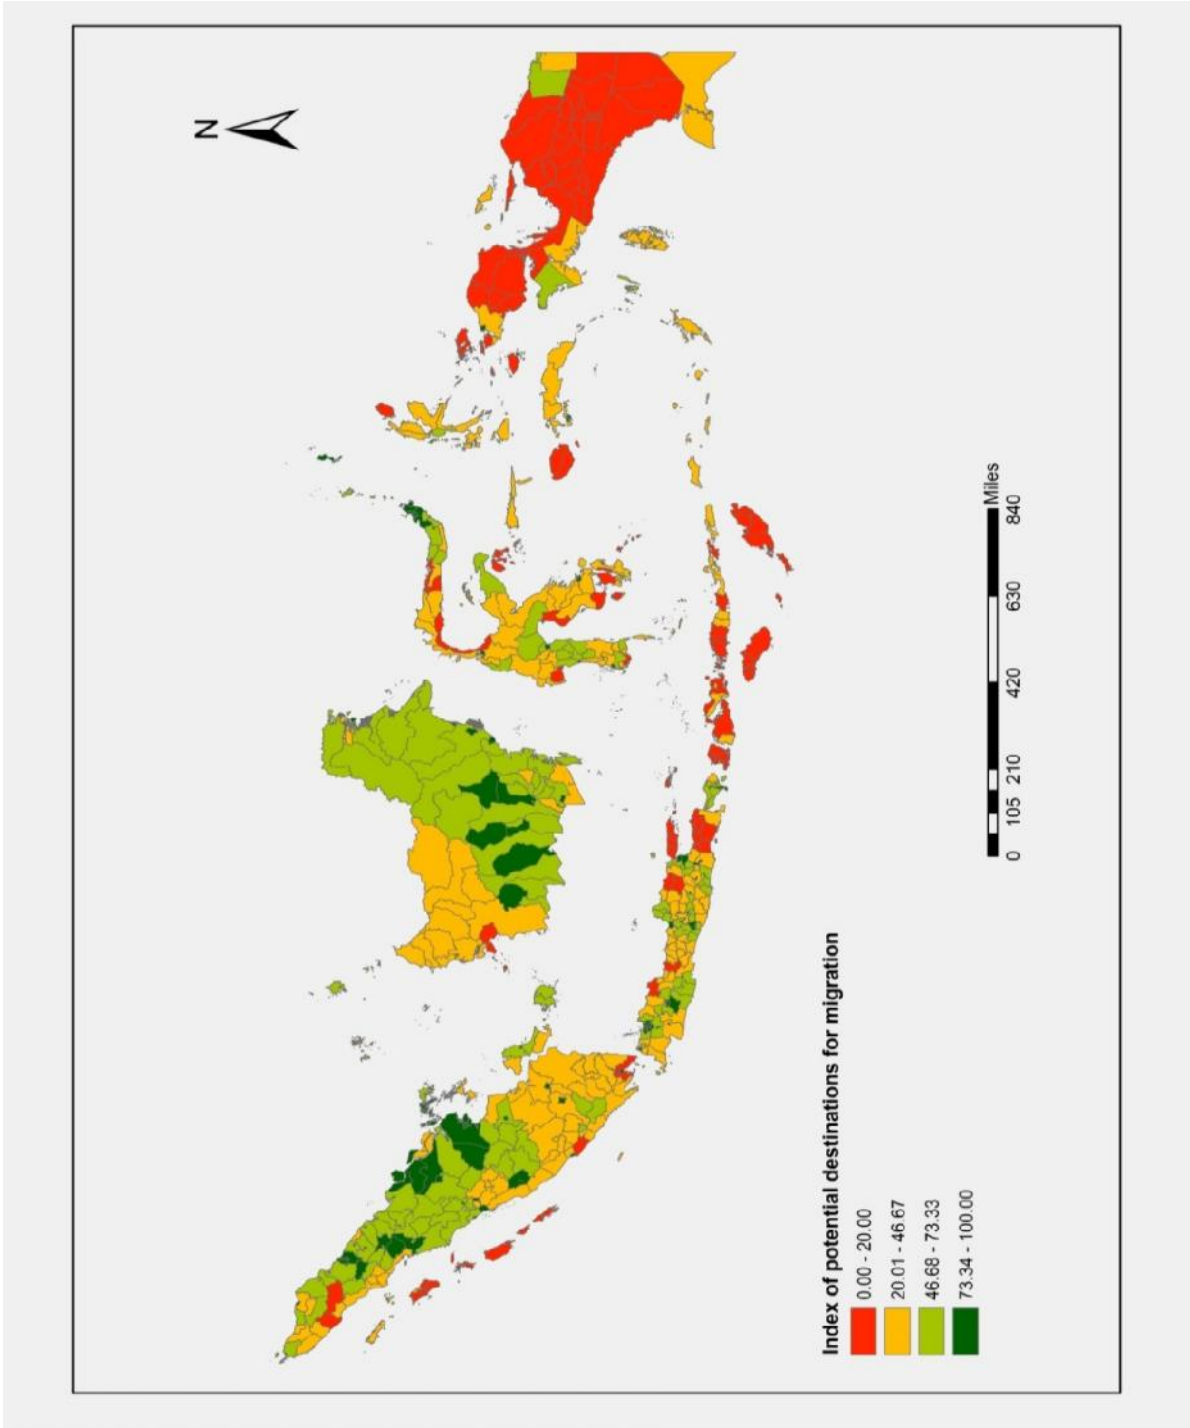 N
Miles
0 105 210 420 630 840
Index of potential destinations for migration
0.00 - 20.00
20.01 - 46.67
46.68 - 73.33
73.34 - 100.00